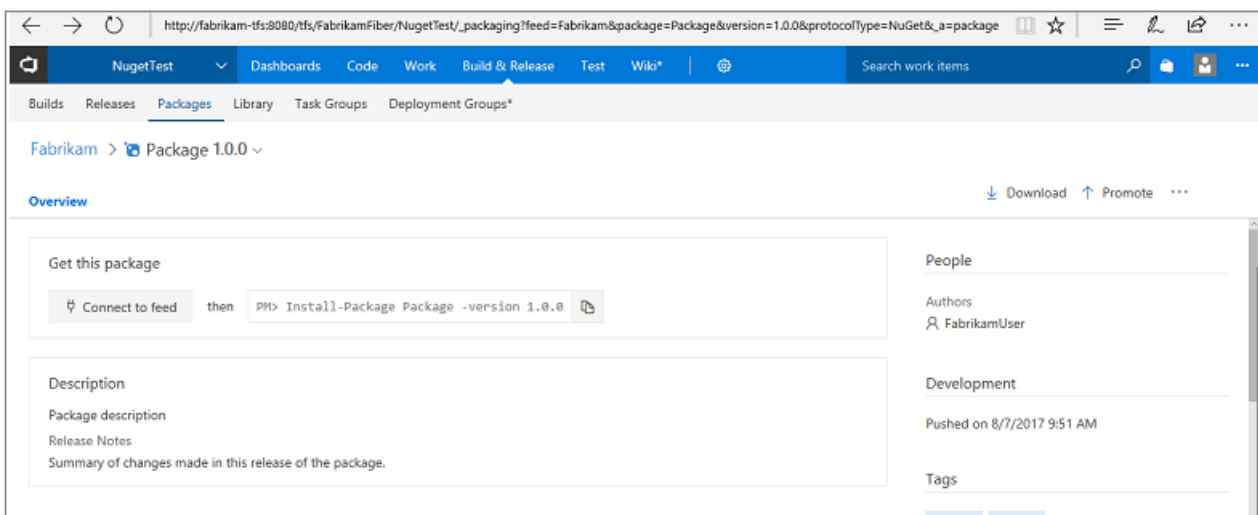 http://fabrikam-tfs:8080/tfs/FabrikamFiber/NugetTest/_packaging?feed=Fabrikam&package=Package&version=1.0.0&protocolType=NuGet&_a=package
NugetTest Dashboards Code Work Build & Release Test Wiki* Search work items
Builds Releases Packages Library Task Groups Deployment Groups*
Fabrikam > Package 1.0.0
Overview
Download Promote ···
Get this package
Connect to feed then PM> Install-Package Package -version 1.0.0
Description
Package description
Release Notes
Summary of changes made in this release of the package.
People
Authors
FabrikamUser
Development
Pushed on 8/7/2017 9:51 AM
Tags